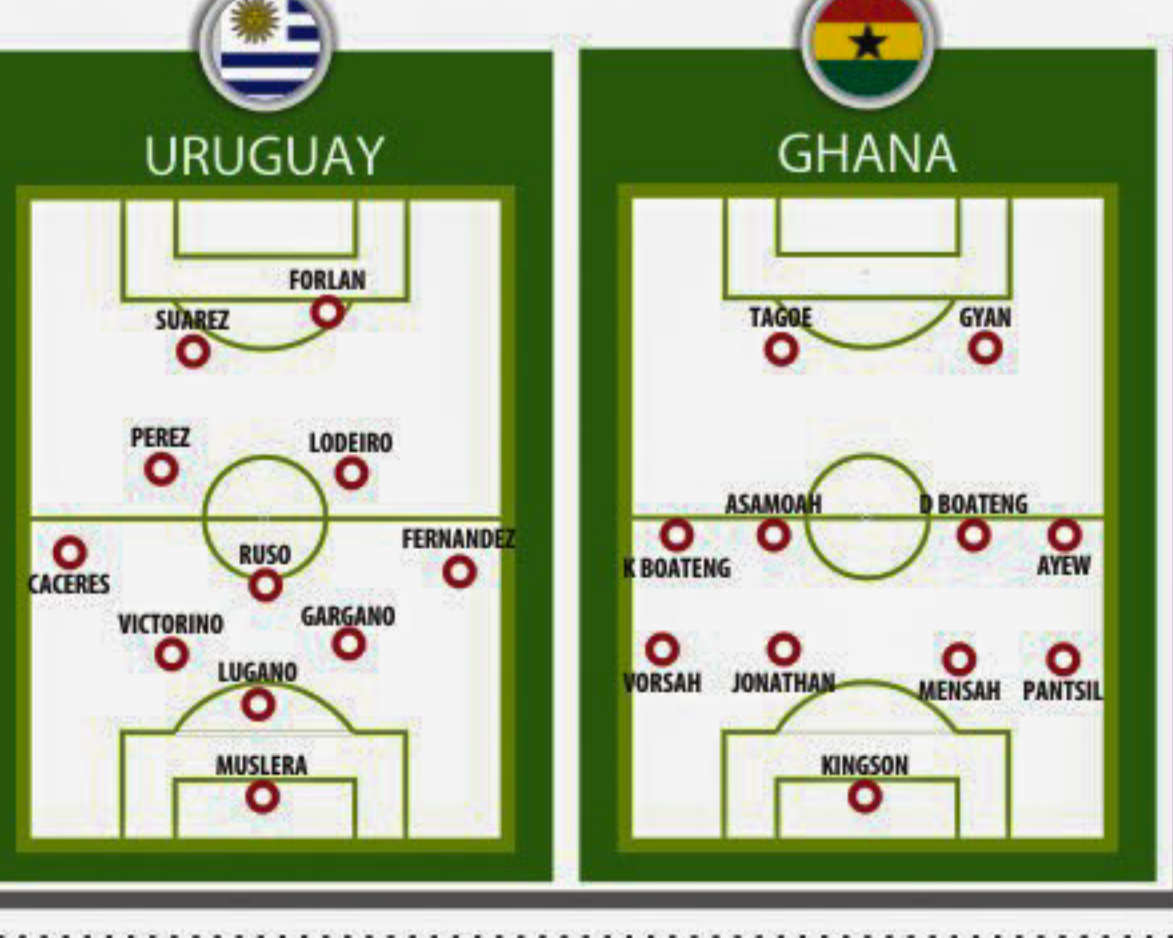 URUGUAY
FORLAN
SUAREZ
PEREZ
LODEIRO
FERNANDEZ
RUSO
CACERES
GARGANO
VICTORINO
LUGANO
MUSLERA
GHANA
TAGOE
GYAN
ASAMOAH
D BOATENG
K BOATENG
AYEW
VORSAH
JONATHAN
MENSAH
PANTSIL
KINGSON